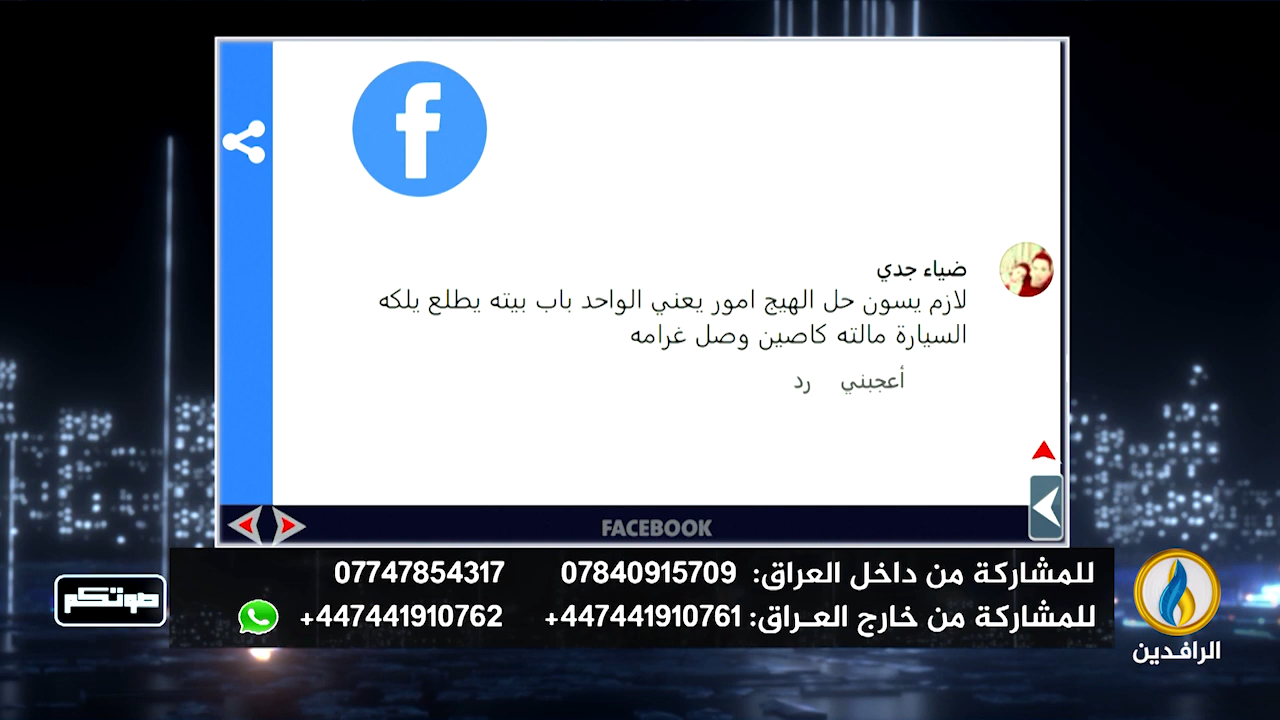 ضياء جدي
لازم يسون حل الهيج امور يعني الواحد باب بيته يطلع يلكه
السيارة مالته كاصين وصل غرامه
أعجبني رد
FACEBOOK
للمشاركة من داخل العراق: 07840915709 07747854317
للمشاركة من خارج العـراق: 447441910761+ 447441910762+
صوتكم
الرافدين